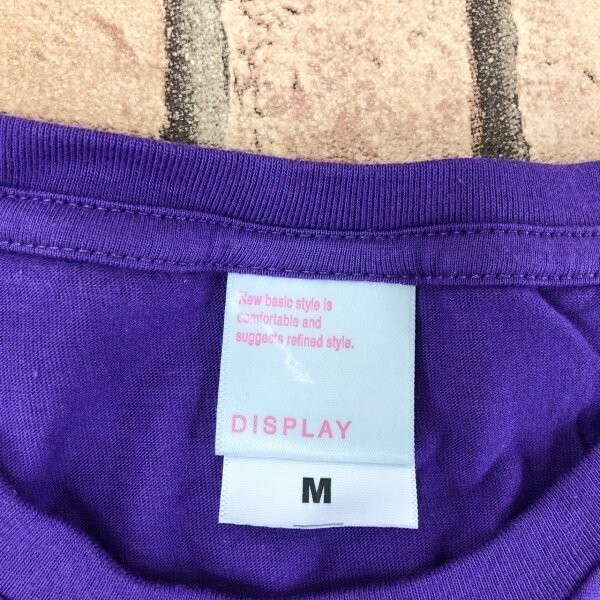 New basic style is
comfortable and
suggests refined style.
DISPLAY
M